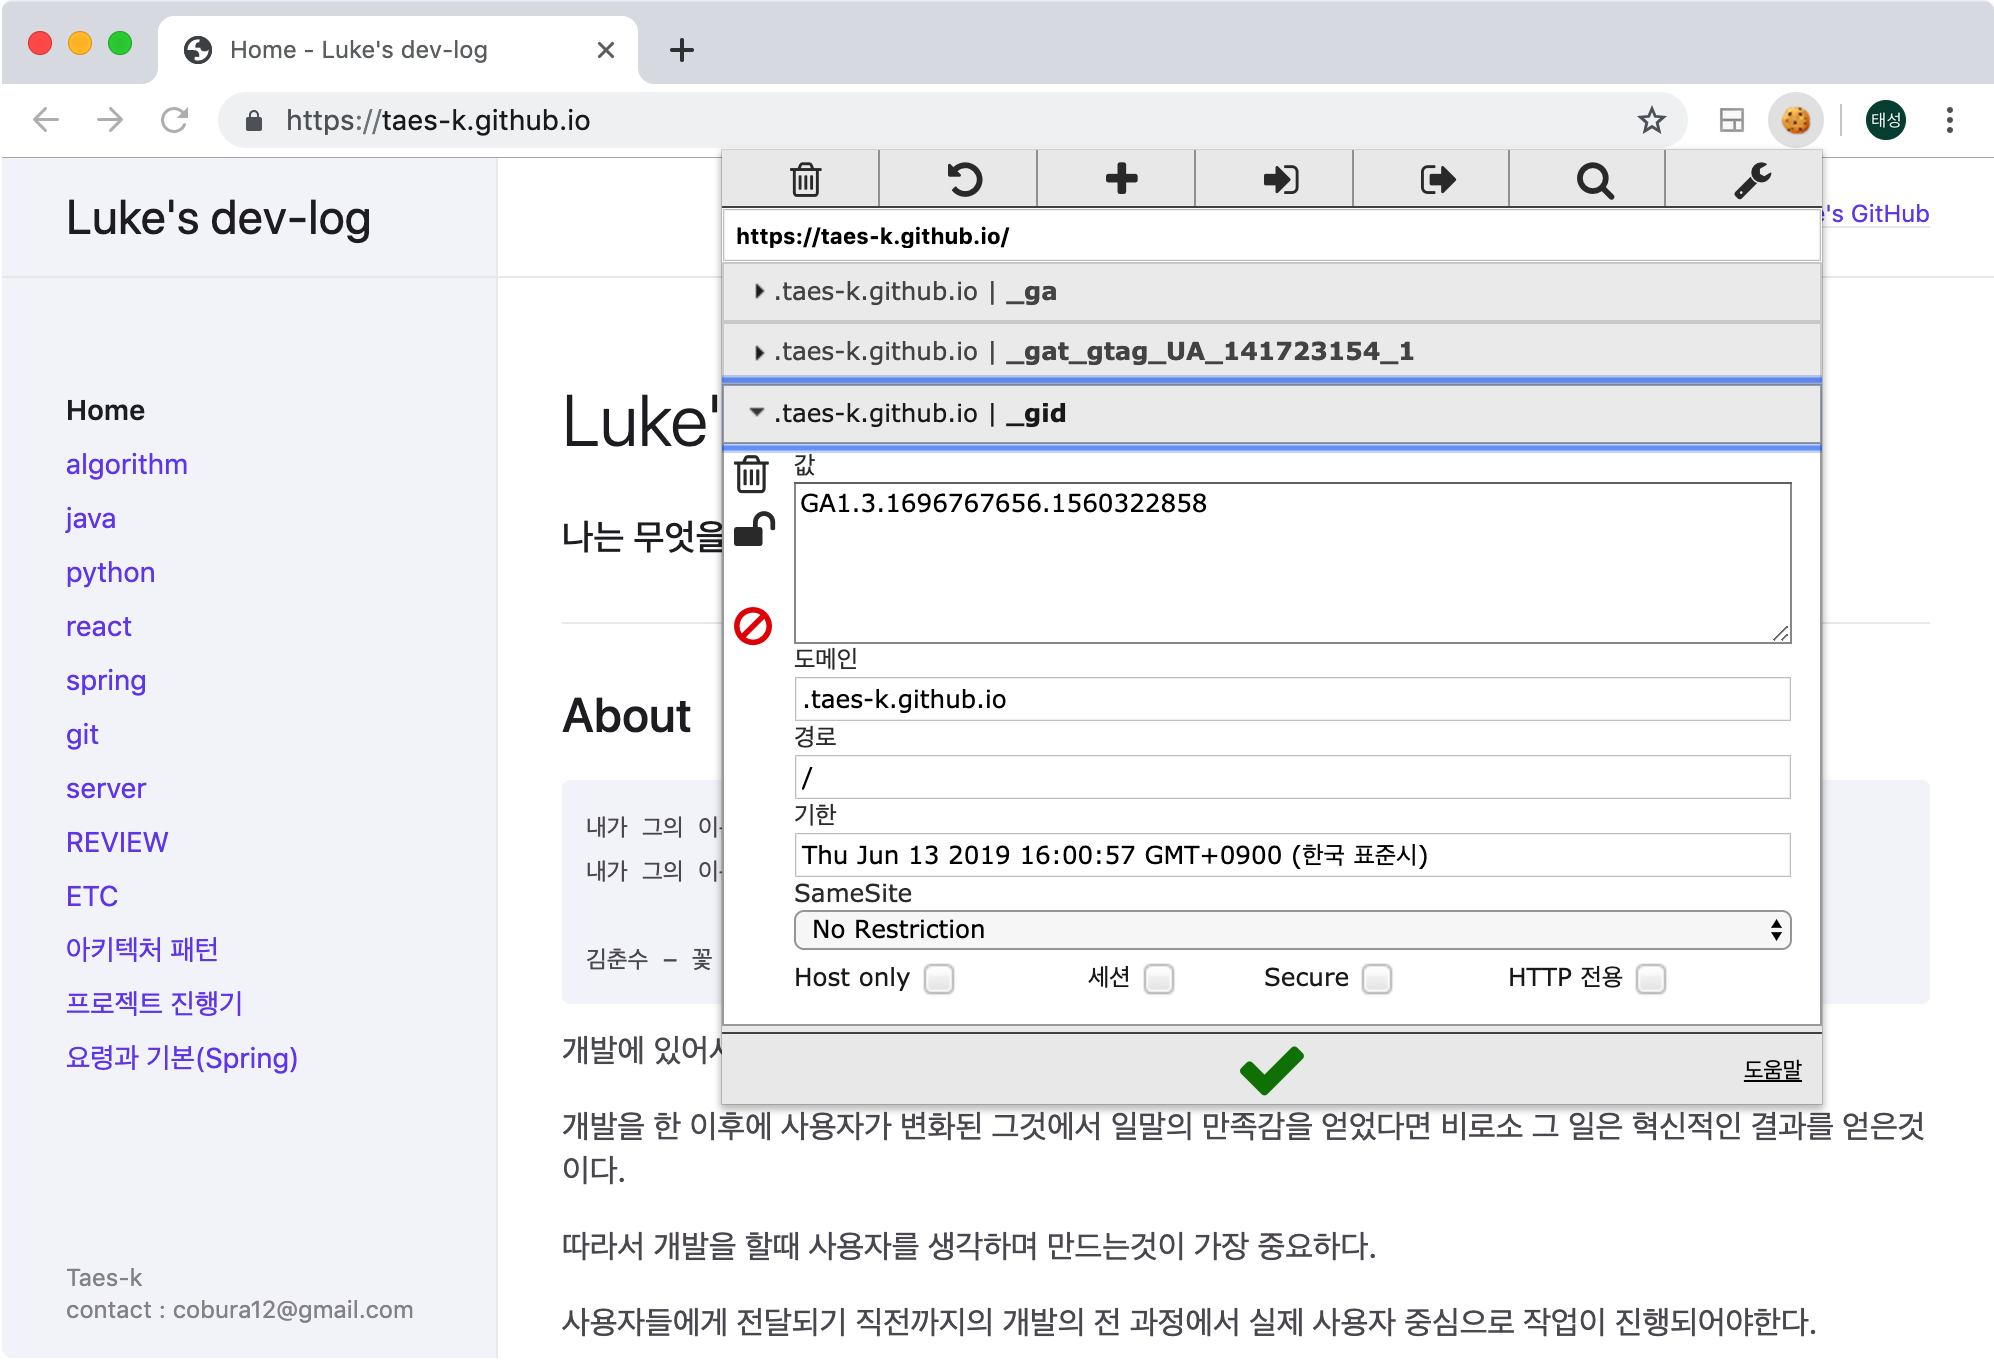 Home - Luke's dev-log
https://taes-k.github.io
태성
Luke's dev-log
's GitHub
Home
algorithm
java
python
react
spring
git
server
REVIEW
ETC
아키텍처 패턴
프로젝트 진행기
요령과 기본(Spring)
Taes-k
contact : cobura12@gmail.com
Luke'
나는 무엇을
About
내가 그의
내가 그의
김춘수 – 꽃
개발에
개발을 한 이후에 사용자가 변화된 그것에서 일말의 만족감을 얻었다면 비로소 그 일은 혁신적인 결과를 얻은것
이다.
따라서 개발을 할때 사용자를 생각하며 만드는것이 가장 중요하다.
사용자들에게 전달되기 직전까지의 개발의 전 과정에서 실제 사용자 중심으로 작업이 진행되어야한다.
https://taes-k.github.io/
.taes-k.github.io | _ga
.taes-k.github.io | _gat_gtag_UA_141723154_1
.taes-k.github.io | _gid
값
GA1.3.1696767656.1560322858
도메인
.taes-k.github.io
경로
/
기한
Thu Jun 13 2019 16:00:57 GMT+0900 (한국 표준시)
SameSite
No Restriction
Host only 세션 Secure HTTP 전용
도움말